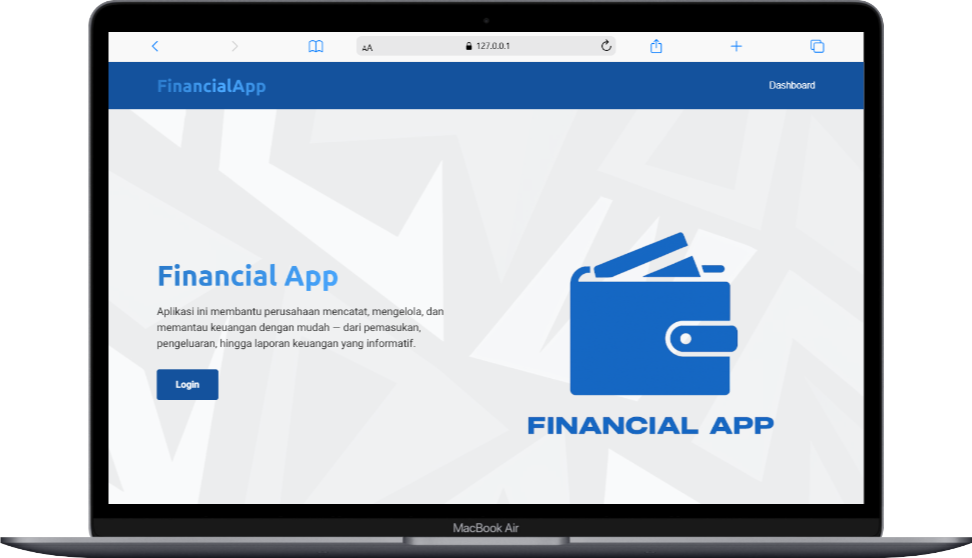 AA
127.0.0.1
FinancialApp
Dashboard
Financial App
Aplikasi ini membantu perusahaan mencatat, mengelola, dan
memantau keuangan dengan mudah — dari pemasukan,
pengeluaran, hingga laporan keuangan yang informatif.
Login
FINANCIAL APP
MacBook Air